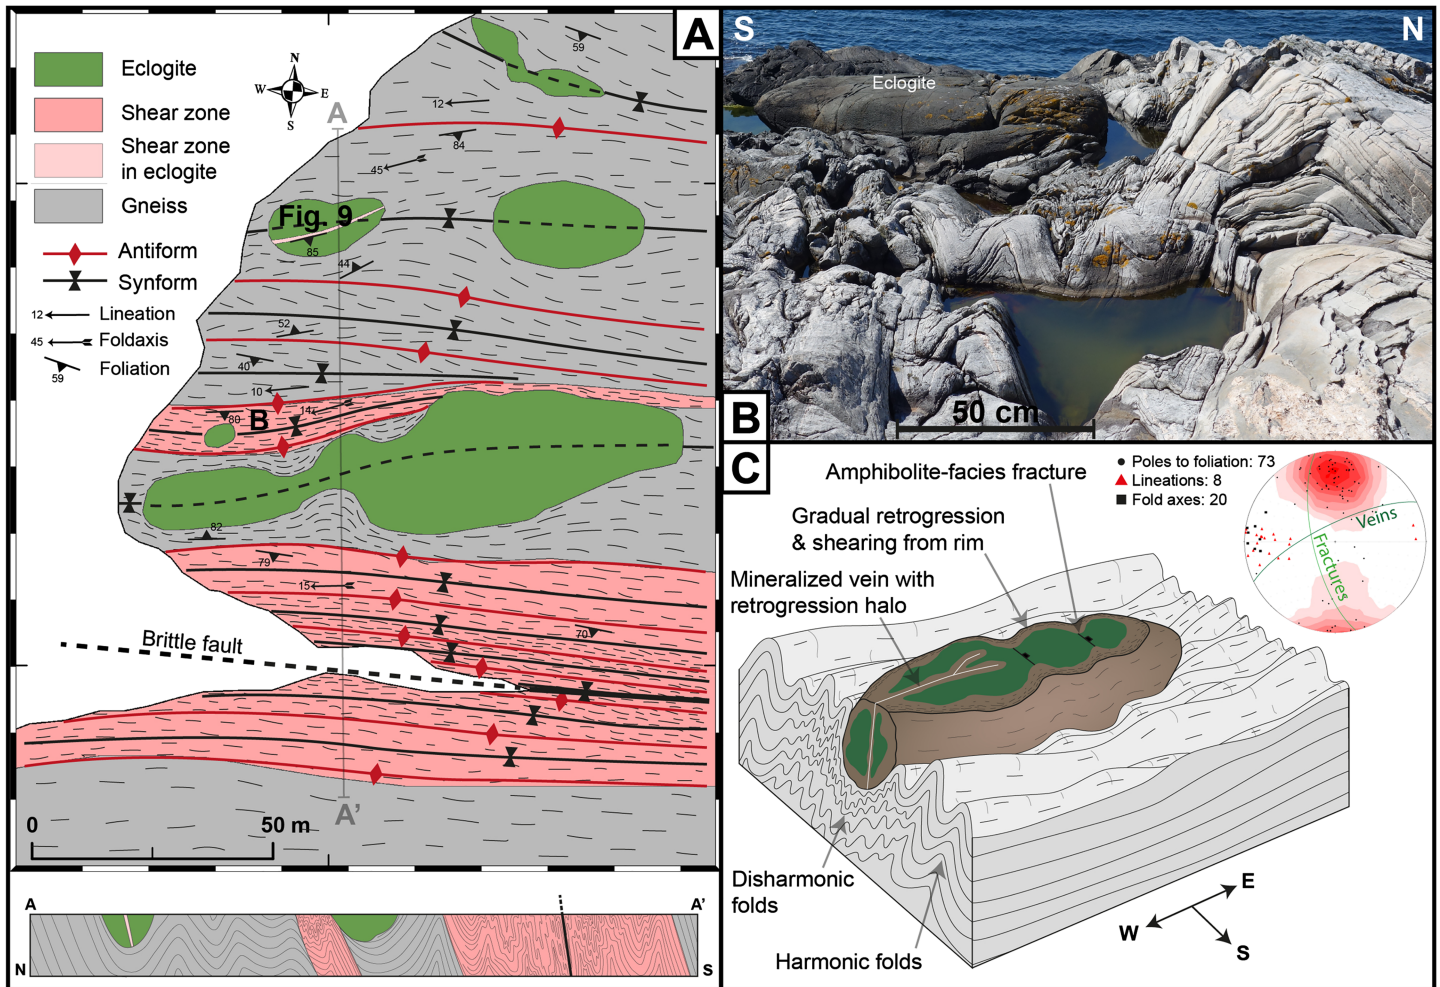 A
Eclogite
Shear zone
Shear zone
in eclogite
Gneiss
Antiform
Synform
12 Lineation
45 Foldaxis
59 Foliation
N
W E
S
A
59
12
84
45
Fig. 9
85
44
52
40
10
14
80
B
82
79
15
70
Brittle fault
A’
0 50 m
A A’
N S
S N
Eclogite
50 cm
B
C
Amphibolite-facies fracture
Gradual retrogression
& shearing from rim
Mineralized vein with
retrogression halo
Poles to foliation: 73
Lineations: 8
Fold axes: 20
Veins
Fractures
Disharmonic
folds
Harmonic folds
E
W
S